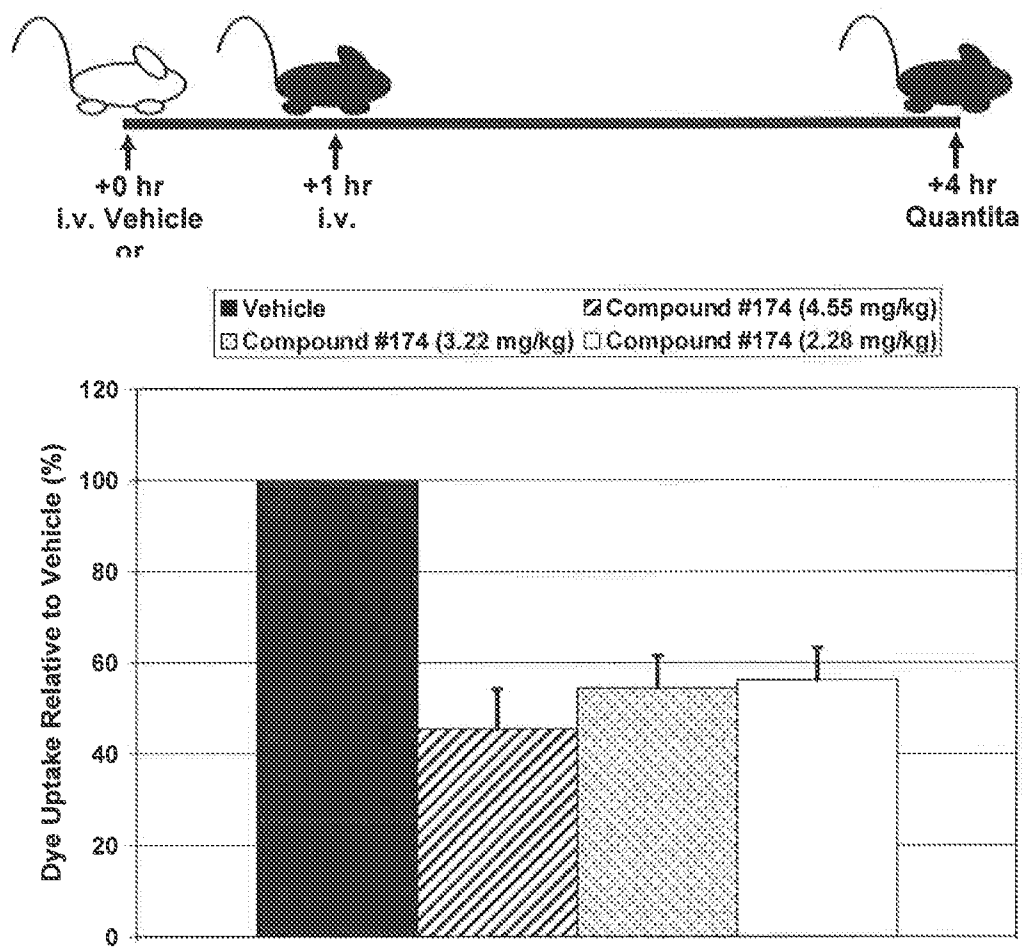 +0 hr
i.v. Vehicle
or
+1 hr
i.v.
+4 hr
Quantita
Vehicle
Compound #174 (4.55 mg/kg)
Compound #174 (3.22 mg/kg)
Compound #174 (2.28 mg/kg)
Dye Uptake Relative to Vehicle (%)
120
100
80
60
40
20
0